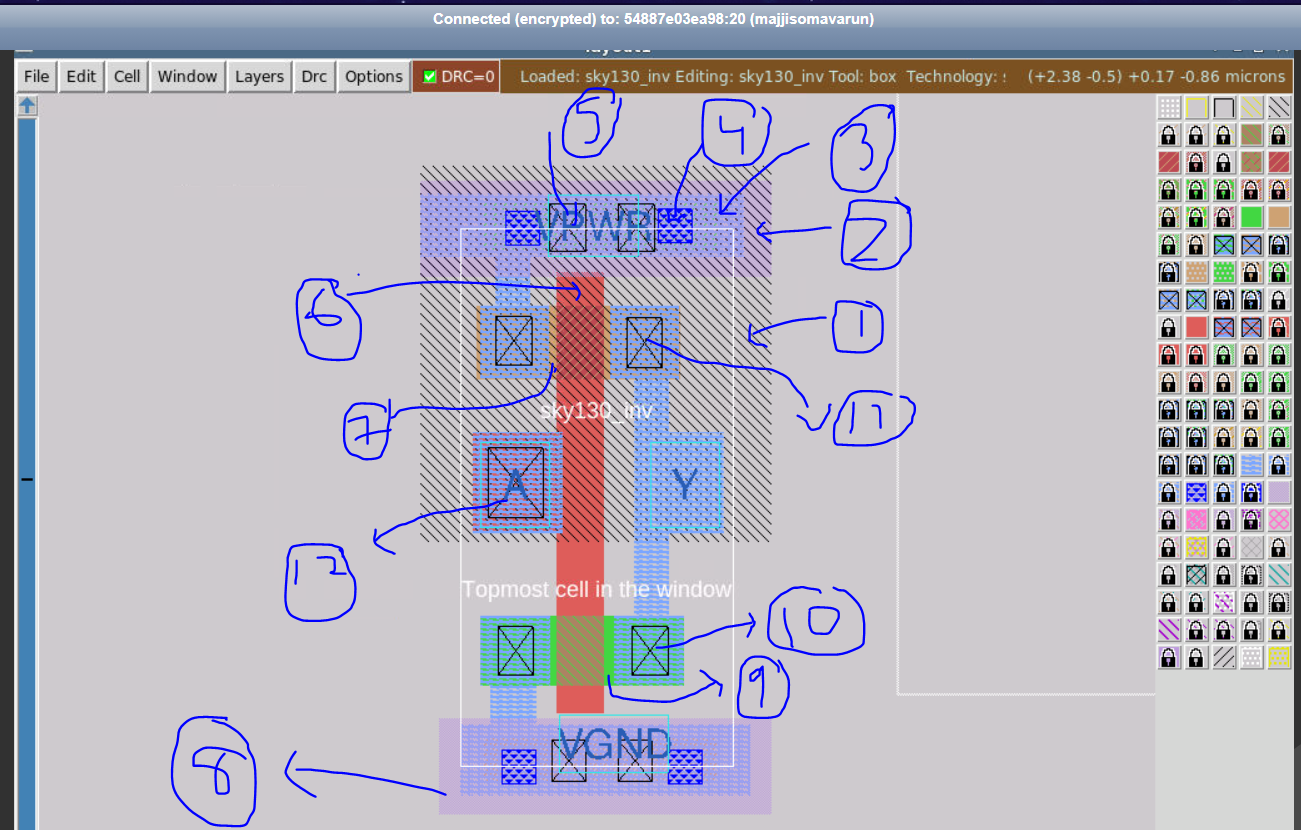 Connected (encrypted) to: 54887e03ea98:20 (majjisomavarun)
File Edit Cell Window Layers Drc Options DRC=0 Loaded: sky130_inv Editing: sky130_inv Tool: box Technology: (+2.38 -0.5) +0.17 -0.86 microns
5
4
3
VPWR
2
6
1
sky130_inv
7
11
A
Y
12
Topmost cell in the window
10
9
VGND
8